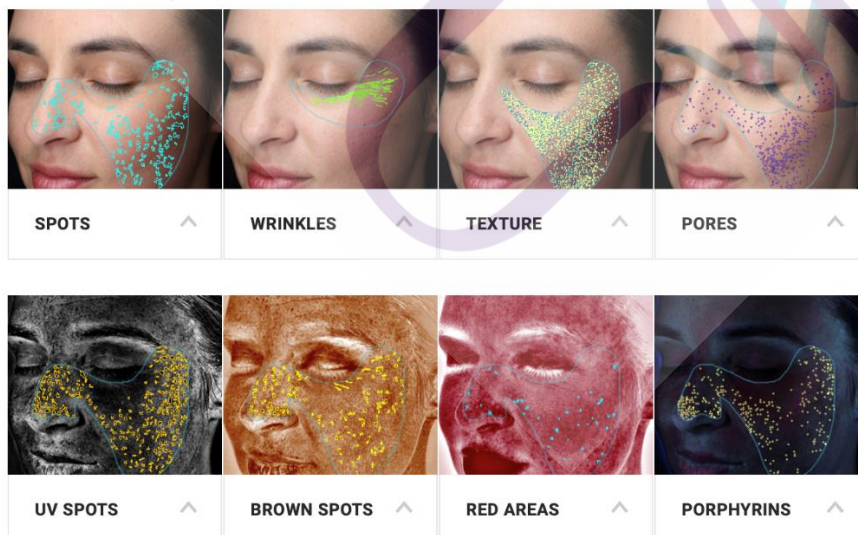 SPOTS
WRINKLES
TEXTURE
PORES
UV SPOTS
BROWN SPOTS
RED AREAS
PORPHYRINS